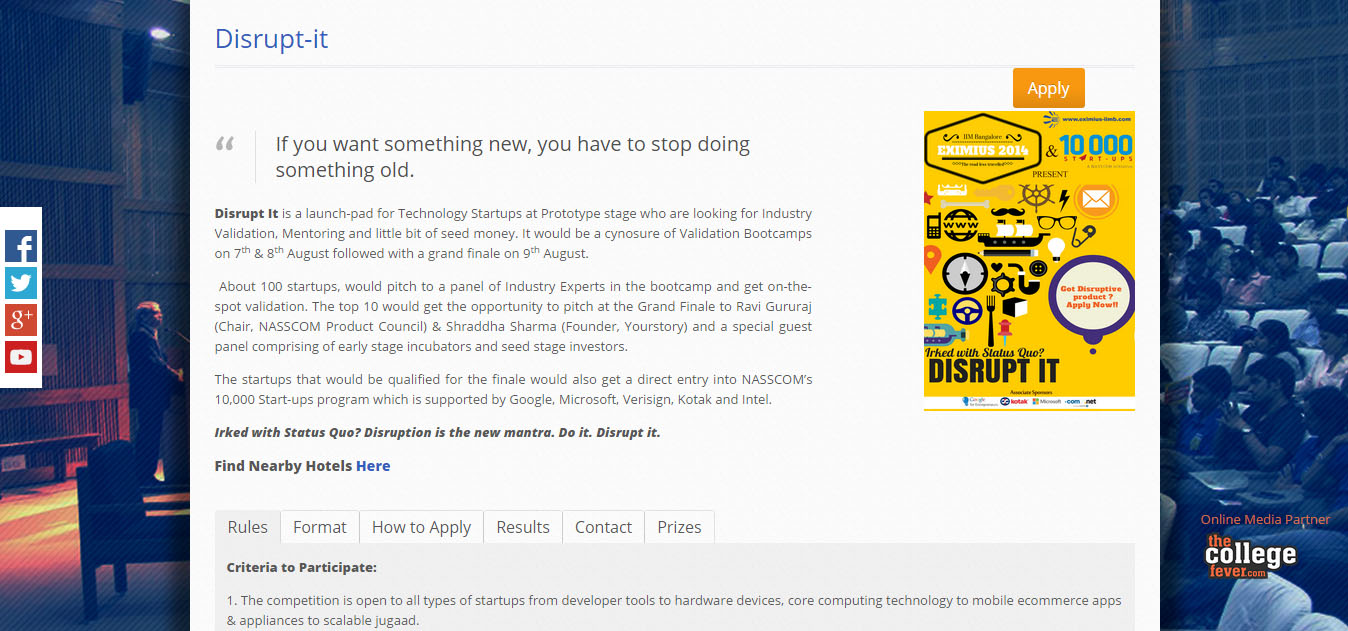 Disrupt-it
Apply
“
If you want something new, you have to stop doing
something old.
Disrupt It is a launch-pad for Technology Startups at Prototype stage who are looking for Industry
Validation, Mentoring and little bit of seed money. It would be a cynosure of Validation Bootcamps
on 7th & 8th August followed with a grand finale on 9th August.
About 100 startups, would pitch to a panel of Industry Experts in the bootcamp and get on-the-
spot validation. The top 10 would get the opportunity to pitch at the Grand Finale to Ravi Gururaj
(Chair, NASSCOM Product Council) & Shraddha Sharma (Founder, Yourstory) and a special guest
panel comprising of early stage incubators and seed stage investors.
The startups that would be qualified for the finale would also get a direct entry into NASSCOM’s
10,000 Start-ups program which is supported by Google, Microsoft, Verisign, Kotak and Intel.
Irked with Status Quo? Disruption is the new mantra. Do it. Disrupt it.
Find Nearby Hotels Here
www.eximius-iimb.com
IIM Bangalore
EXIMIUS 2014
& 10 000
START-UPS
PRESENT
WWW
Got Disruptive
product ?
Apply Now!!
Irked with Status Quo?
DISRUPT IT
Associate Sponsors
Google
kotak
Microsoft
.com
.net
Rules
Format
How to Apply
Results
Contact
Prizes
Criteria to Participate:
1. The competition is open to all types of startups from developer tools to hardware devices, core computing technology to mobile ecommerce apps
& appliances to scalable jugaad.
f
g+
Online Media Partner
the
college
fever.com